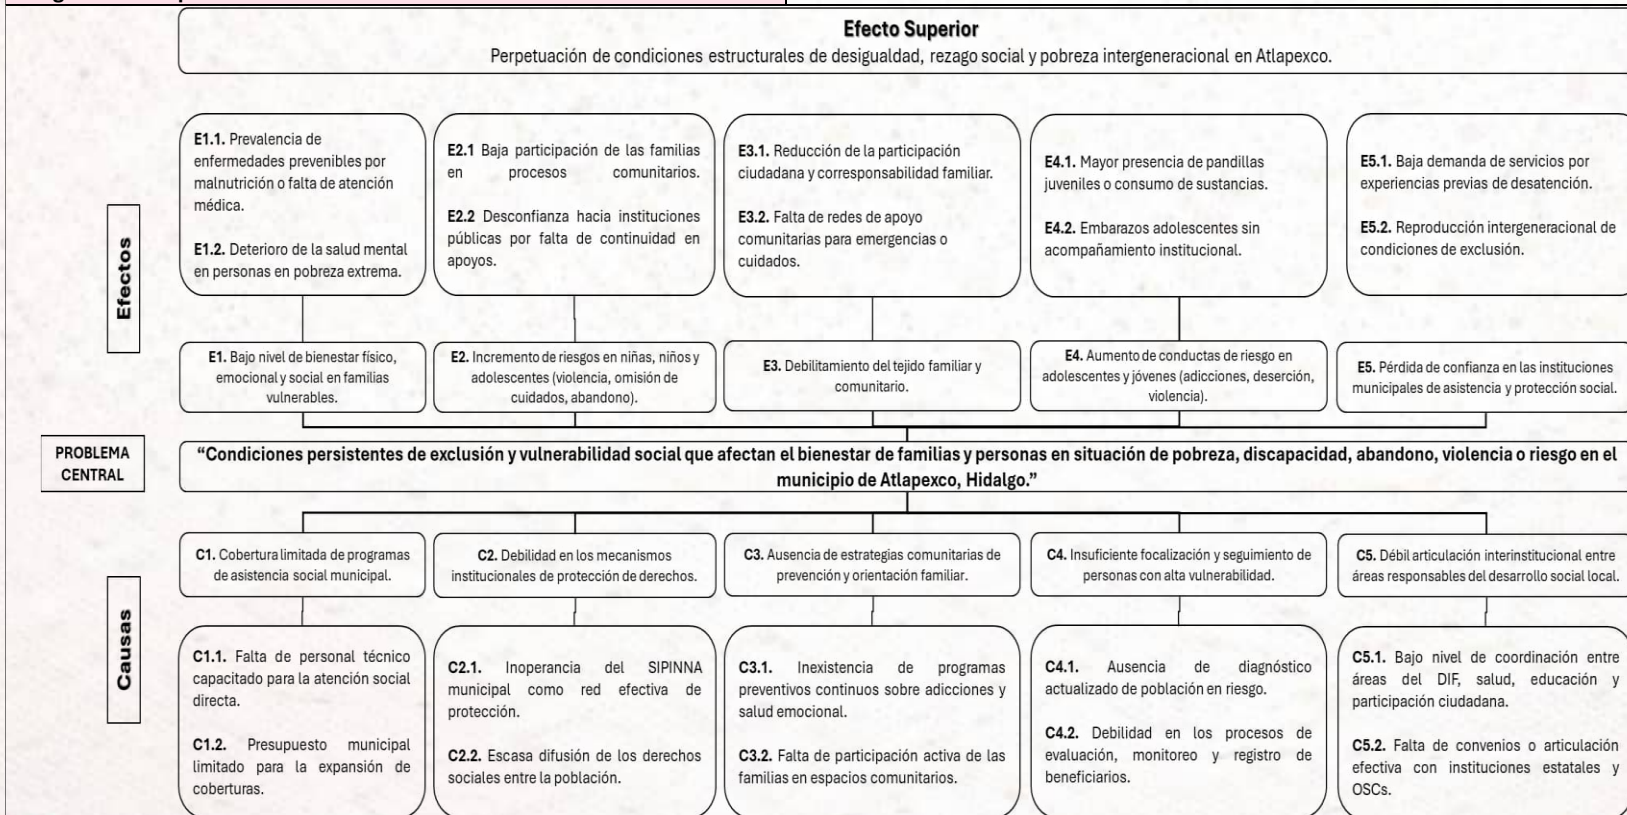 Efecto Superior
Perpetuación de condiciones estructurales de desigualdad, rezago social y pobreza intergeneracional en Atlapexco.
Efectos
E1.1. Prevalencia de
enfermedades prevenibles por
malnutrición o falta de atención
médica.
E1.2. Deterioro de la salud mental
en personas en pobreza extrema.
E2.1 Baja participación de las familias
en procesos comunitarios.
E2.2 Desconfianza hacia instituciones
públicas por falta de continuidad en
apoyos.
E3.1. Reducción de la participación
ciudadana y corresponsabilidad familiar.
E3.2. Falta de redes de apoyo
comunitarias para emergencias o
cuidados.
E4.1. Mayor presencia de pandillas
juveniles o consumo de sustancias.
E4.2. Embarazos adolescentes sin
acompañamiento institucional.
E5.1. Baja demanda de servicios por
experiencias previas de desatención.
E5.2. Reproducción intergeneracional de
condiciones de exclusión.
E1. Bajo nivel de bienestar físico,
emocional y social en familias
vulnerables.
E2. Incremento de riesgos en niñas, niños y
adolescentes (violencia, omisión de
cuidados, abandono).
E3. Debilitamiento del tejido familiar y
comunitario.
E4. Aumento de conductas de riesgo en
adolescentes y jóvenes (adicciones, deserción,
violencia).
E5. Pérdida de confianza en las instituciones
municipales de asistencia y protección social.
PROBLEMA
CENTRAL
“Condiciones persistentes de exclusión y vulnerabilidad social que afectan el bienestar de familias y personas en situación de pobreza, discapacidad, abandono, violencia o riesgo en el
municipio de Atlapexco, Hidalgo.”
Causas
C1. Cobertura limitada de programas
de asistencia social municipal.
C2. Debilidad en los mecanismos
institucionales de protección de derechos.
C3. Ausencia de estrategias comunitarias de
prevención y orientación familiar.
C4. Insuficiente focalización y seguimiento de
personas con alta vulnerabilidad.
C5. Débil articulación interinstitucional entre
áreas responsables del desarrollo social local.
C1.1. Falta de personal técnico
capacitado para la atención social
directa.
C1.2. Presupuesto municipal
limitado para la expansión de
coberturas.
C2.1. Inoperancia del SIPINNA
municipal como red efectiva de
protección.
C2.2. Escasa difusión de los derechos
sociales entre la población.
C3.1. Inexistencia de programas
preventivos continuos sobre adicciones y
salud emocional.
C3.2. Falta de participación activa de las
familias en espacios comunitarios.
C4.1. Ausencia de diagnóstico
actualizado de población en riesgo.
C4.2. Debilidad en los procesos de
evaluación, monitoreo y registro de
beneficiarios.
C5.1. Bajo nivel de coordinación entre
áreas del DIF, salud, educación y
participación ciudadana.
C5.2. Falta de convenios o articulación
efectiva con instituciones estatales y
OSCs.